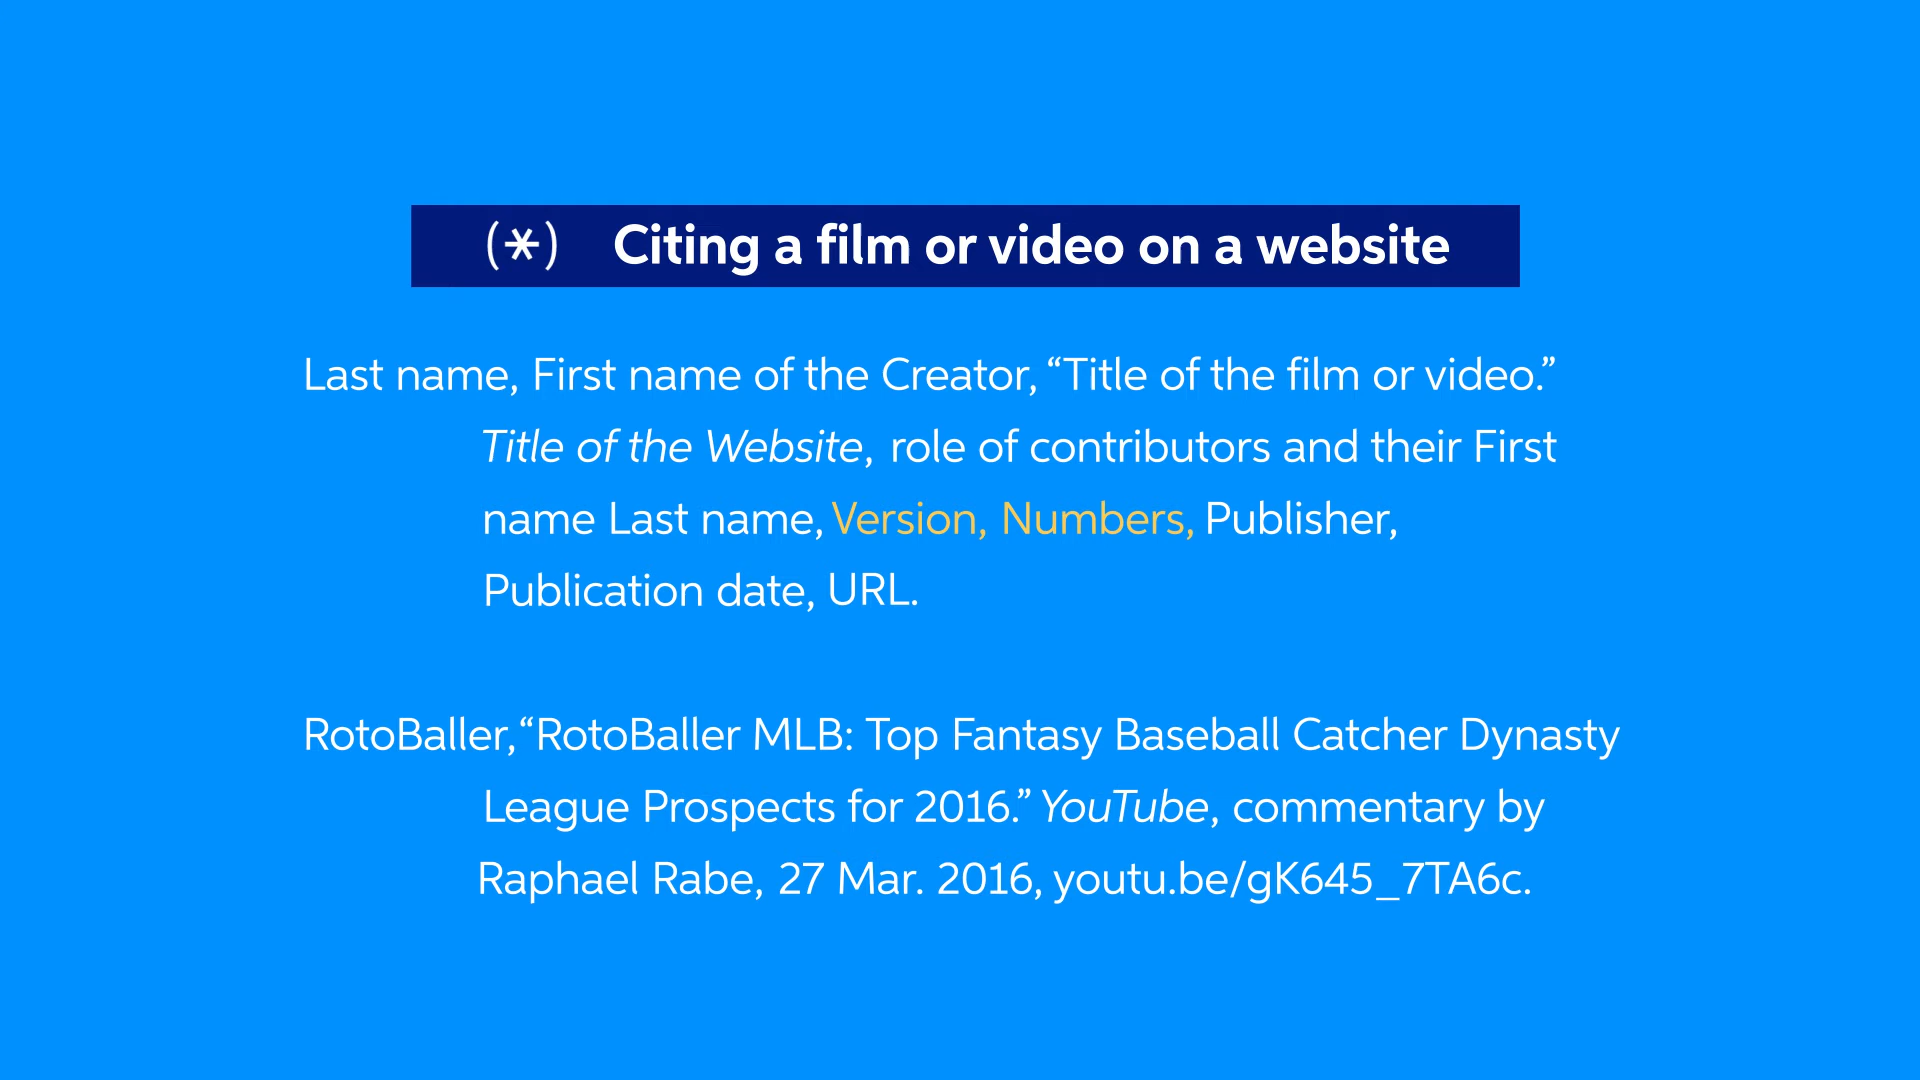 (*) Citing a film or video on a website
Last name, First name of the Creator, “Title of the film or video.”
Title of the Website, role of contributors and their First
name Last name, Version, Numbers, Publisher,
Publication date, URL.
RotoBaller, “RotoBaller MLB: Top Fantasy Baseball Catcher Dynasty
League Prospects for 2016.” YouTube, commentary by
Raphael Rabe, 27 Mar. 2016, youtu.be/gK645_7TA6c.